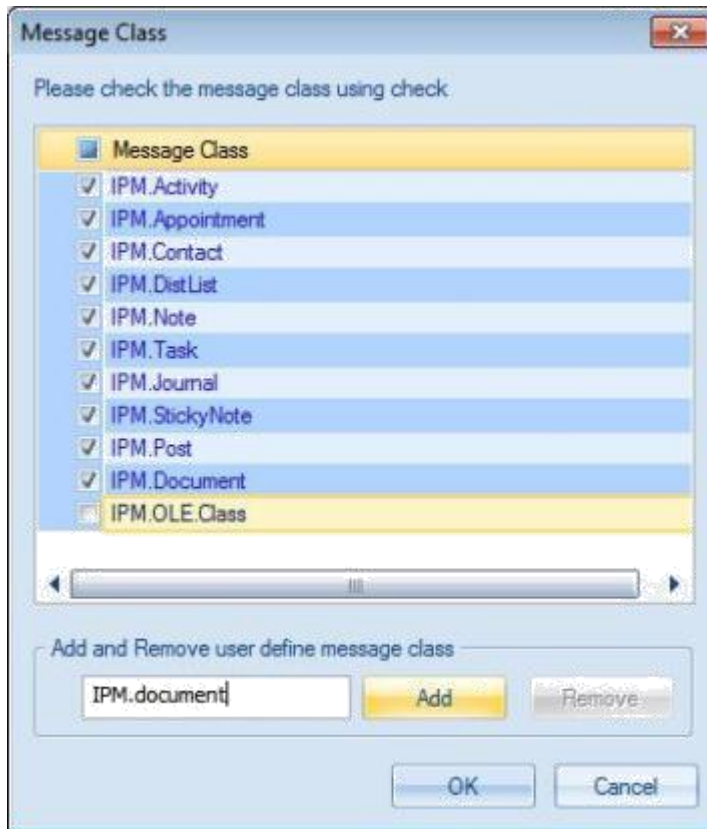 Message Class
Please check the message class using check
Message Class
IPM.Activity
IPM.Appointment
IPM.Contact
IPM.DistList
IPM.Note
IPM.Task
IPM.Journal
IPM.StickyNote
IPM.Post
IPM.Document
IPM.OLE.Class
Add and Remove user define message class
IPM.document
Add
Remove
OK
Cancel